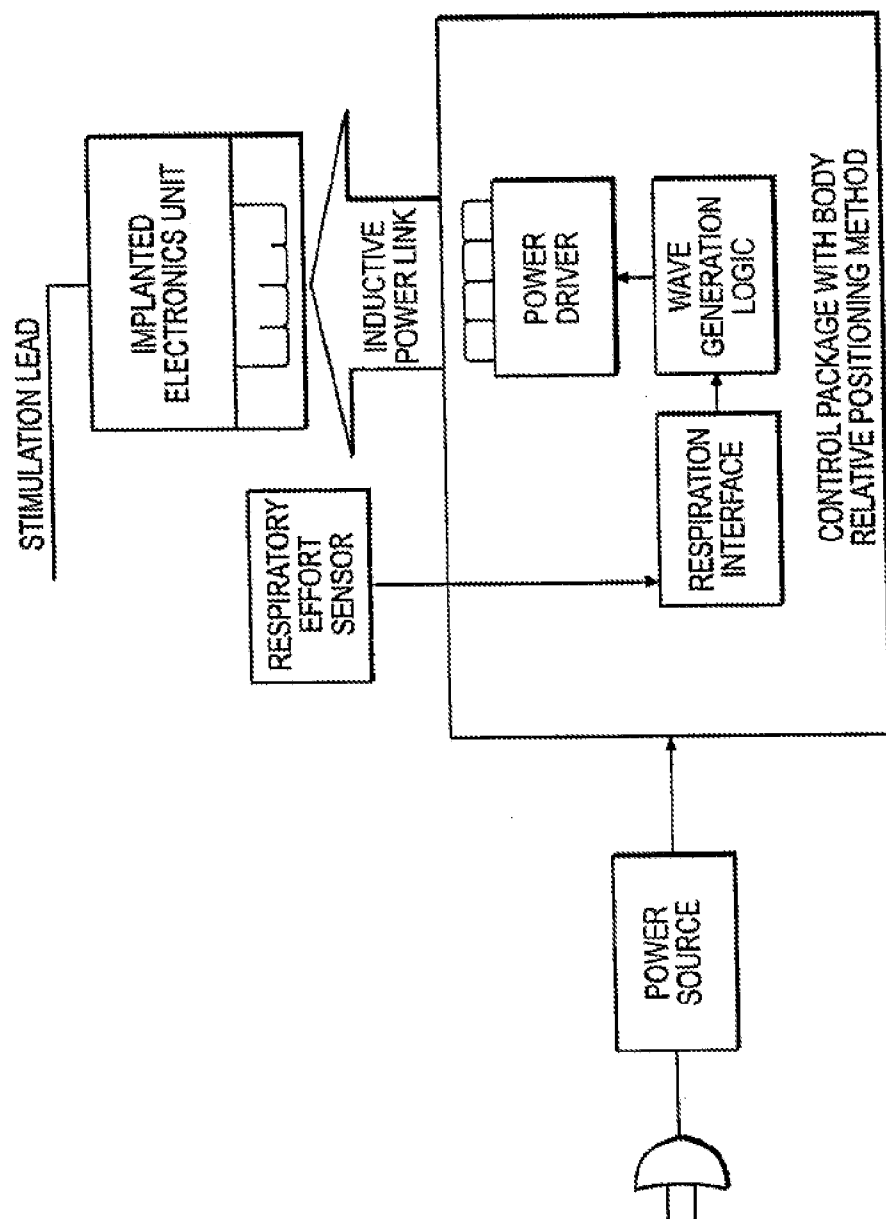 STIMULATION LEAD
IMPLANTED
ELECTRONICS UNIT
INDUCTIVE
POWER LINK
RESPIRATORY
EFFORT
SENSOR
POWER
DRIVER
WAVE
GENERATION
LOGIC
RESPIRATION
INTERFACE
CONTROL PACKAGE WITH BODY
RELATIVE POSITIONING METHOD
POWER
SOURCE